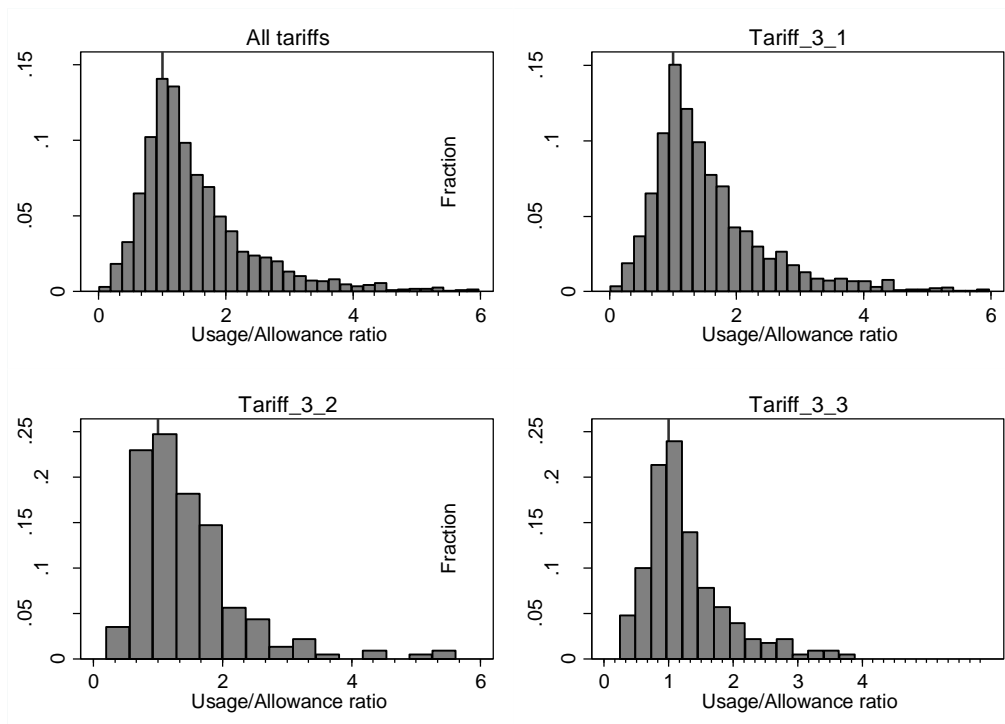 All tariffs
.15
.1
.05
0
0 2 4 6
Usage/Allowance ratio
Fraction
Tariff_3_1
.15
.1
.05
0
0 2 4 6
Usage/Allowance ratio
Tariff_3_2
.25
.2
.15
.1
.05
0
0 2 4 6
Usage/Allowance ratio
Fraction
Tariff_3_3
.25
.2
.15
.1
.05
0
0 1 2 3 4
Usage/Allowance ratio